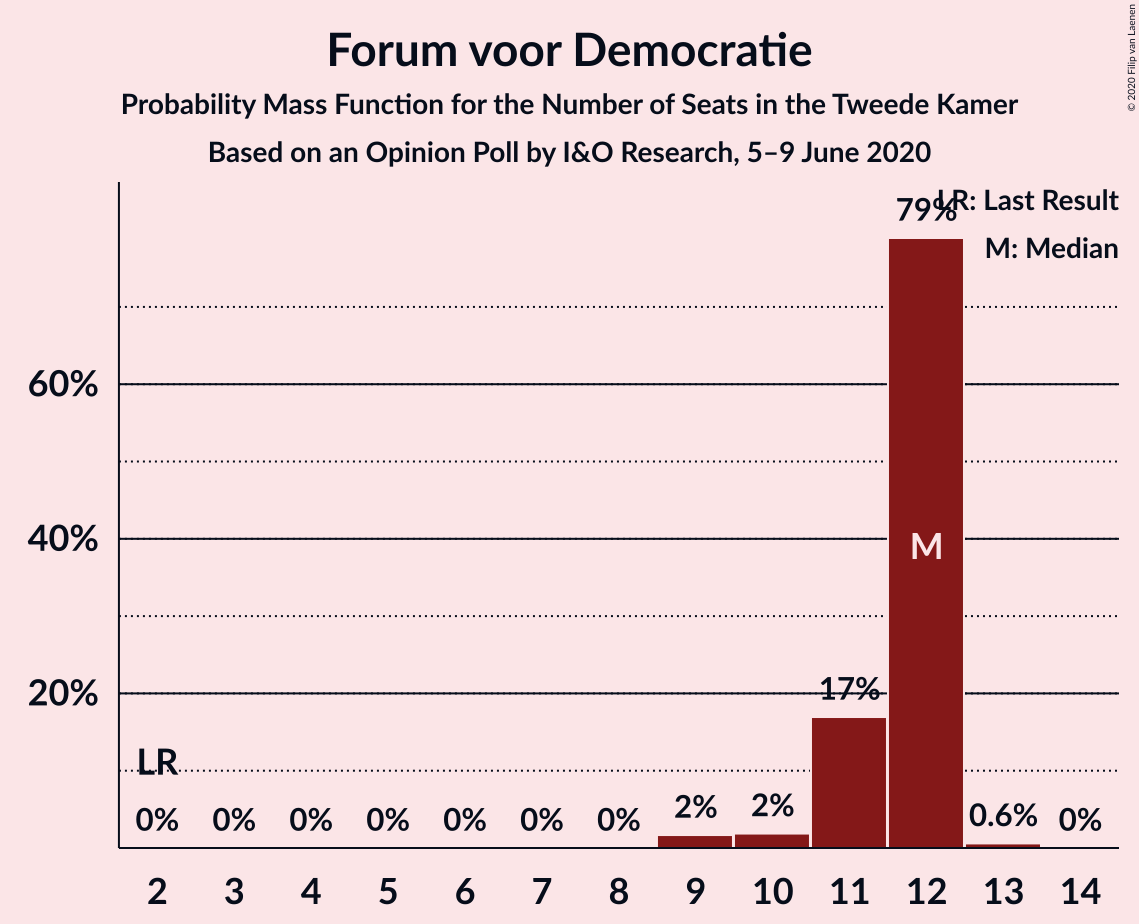 Forum voor Democratie
Probability Mass Function for the Number of Seats in the Tweede Kamer
Based on an Opinion Poll by I&O Research, 5–9 June 2020
© 2020 Filip van Laenen
LR: Last Result
M: Median
79%
60%
40%
20%
M
17%
LR
0% 0% 0% 0% 0% 0% 0% 2% 2% 0.6% 0%
2 3 4 5 6 7 8 9 10 11 12 13 14